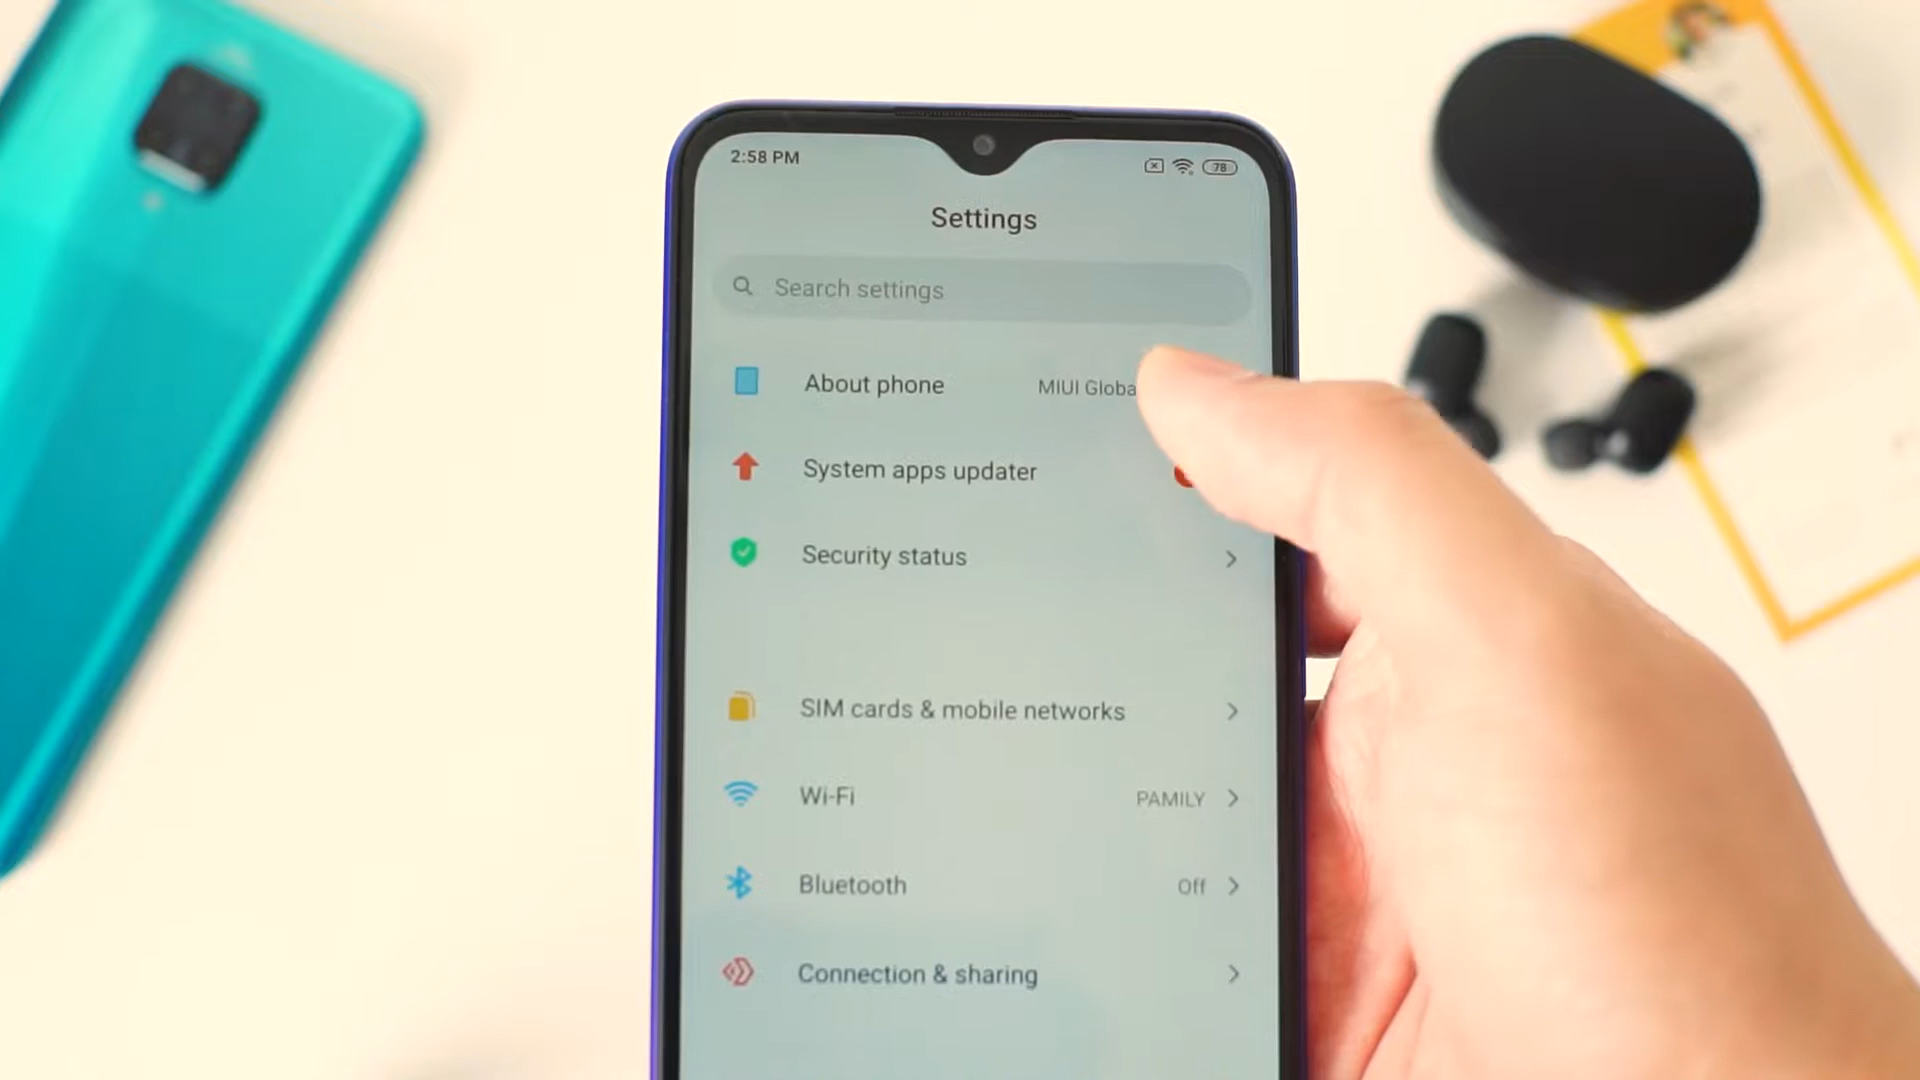 2:58 PM
78
Settings
Search settings
About phone
MIUI Globa
System apps updater
Security status
SIM cards & mobile networks
Wi-Fi
PAMILY
Bluetooth
Off
Connection & sharing